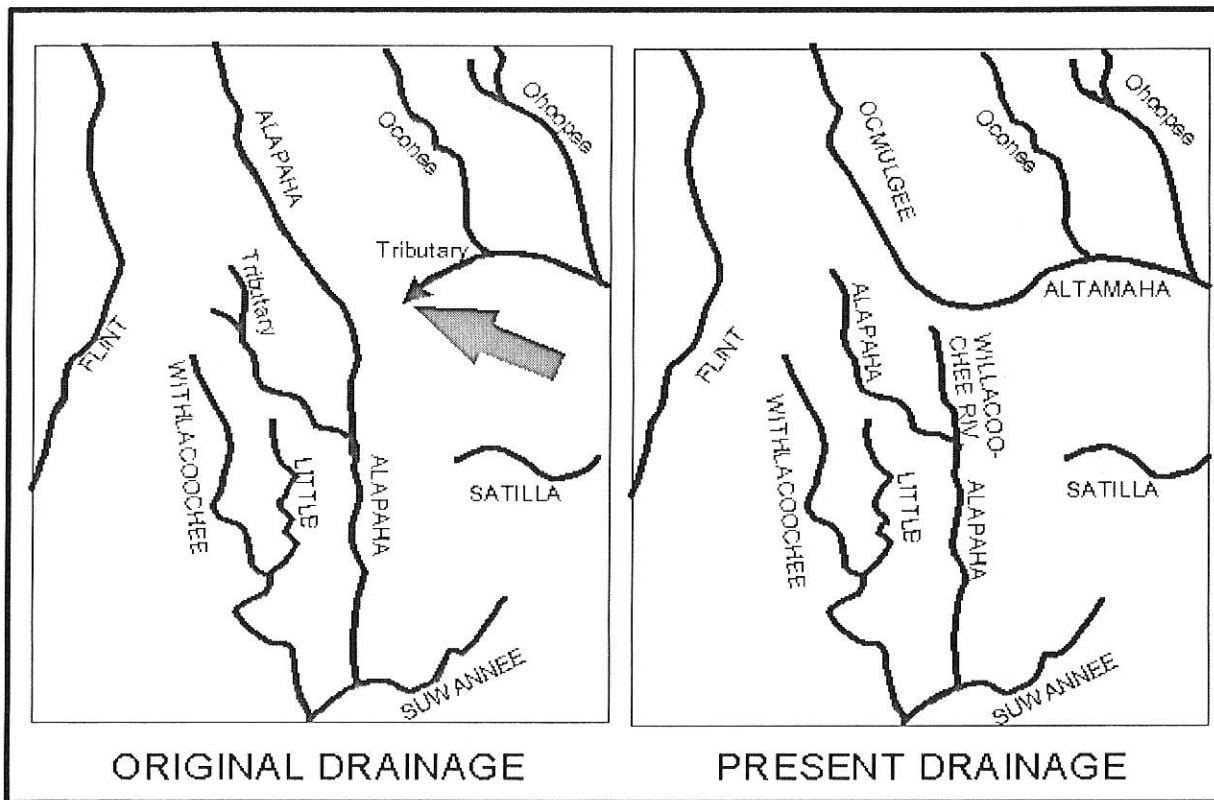 ALAPAHA
Oconee
Ohoopee
Tributary
Tributary
FLINT
WITHLACOOCHEE
LITTLE
ALAPAHA
SATILLA
SUWANNEE
ORIGINAL DRAINAGE
OCMULGEE
Oconee
Ohoopee
ALTAMAHA
ALAPAHA
WILLACOO-
CHEE RIV
FLINT
WITHLACOOCHEE
LITTLE
ALAPAHA
SATILLA
SUWANNEE
PRESENT DRAINAGE